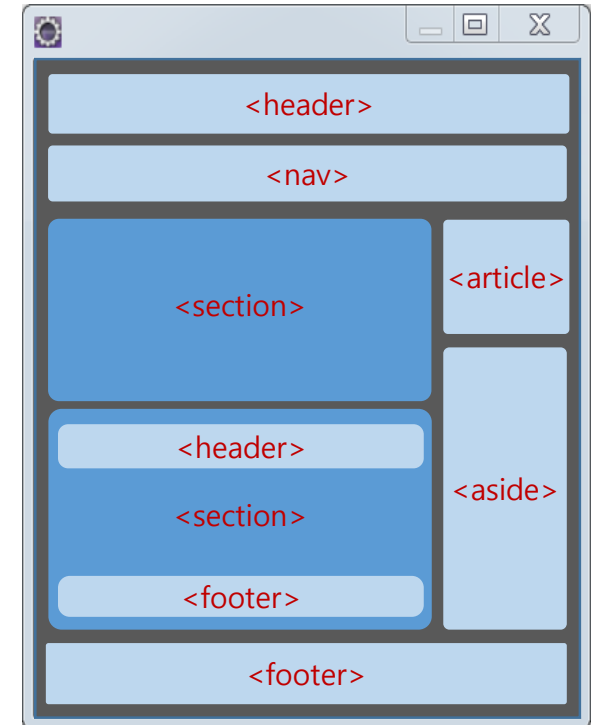 <header>
<nav>
<section>
<article>
<header>
<section>
<footer>
<aside>
<footer>